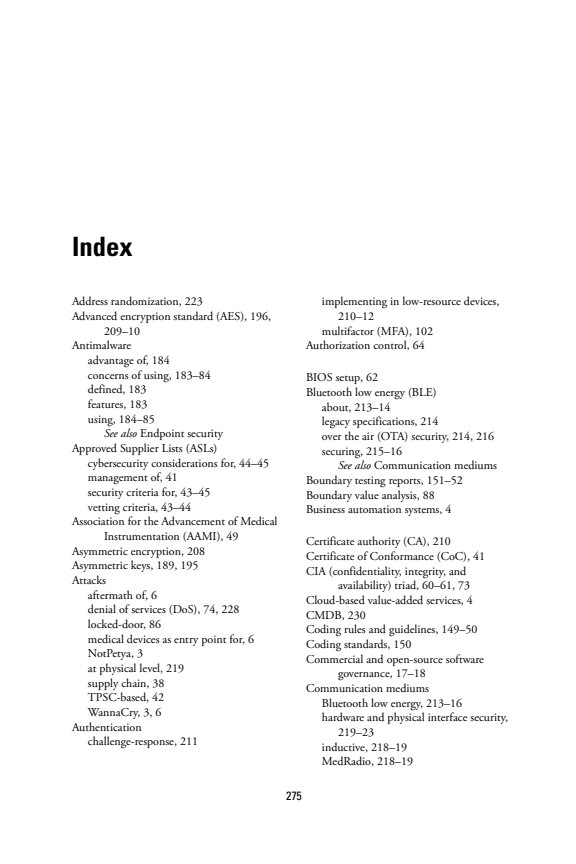 Index
Address randomization, 223
Advanced encryption standard (AES), 196,
209–10
Antimalware
advantage of, 184
concerns of using, 183–84
defined, 183
features, 183
using, 184–85
See also Endpoint security
Approved Supplier Lists (ASLs)
cybersecurity considerations for, 44–45
management of, 41
security criteria for, 43–45
vetting criteria, 43–44
Association for the Advancement of Medical
Instrumentation (AAMI), 49
Asymmetric encryption, 208
Asymmetric keys, 189, 195
Attacks
aftermath of, 6
denial of services (DoS), 74, 228
locked-door, 86
medical devices as entry point for, 6
NotPetya, 3
at physical level, 219
supply chain, 38
TPSC-based, 42
WannaCry, 3, 6
Authentication
challenge-response, 211
implementing in low-resource devices,
210–12
multifactor (MFA), 102
Authorization control, 64
BIOS setup, 62
Bluetooth low energy (BLE)
about, 213–14
legacy specifications, 214
over the air (OTA) security, 214, 216
securing, 215–16
See also Communication mediums
Boundary testing reports, 151–52
Boundary value analysis, 88
Business automation systems, 4
Certificate authority (CA), 210
Certificate of Conformance (CoC), 41
CIA (confidentiality, integrity, and
availability) triad, 60–61, 73
Cloud-based value-added services, 4
CMDB, 230
Coding rules and guidelines, 149–50
Coding standards, 150
Commercial and open-source software
governance, 17–18
Communication mediums
Bluetooth low energy, 213–16
hardware and physical interface security,
219–23
inductive, 218–19
MedRadio, 218–19
275